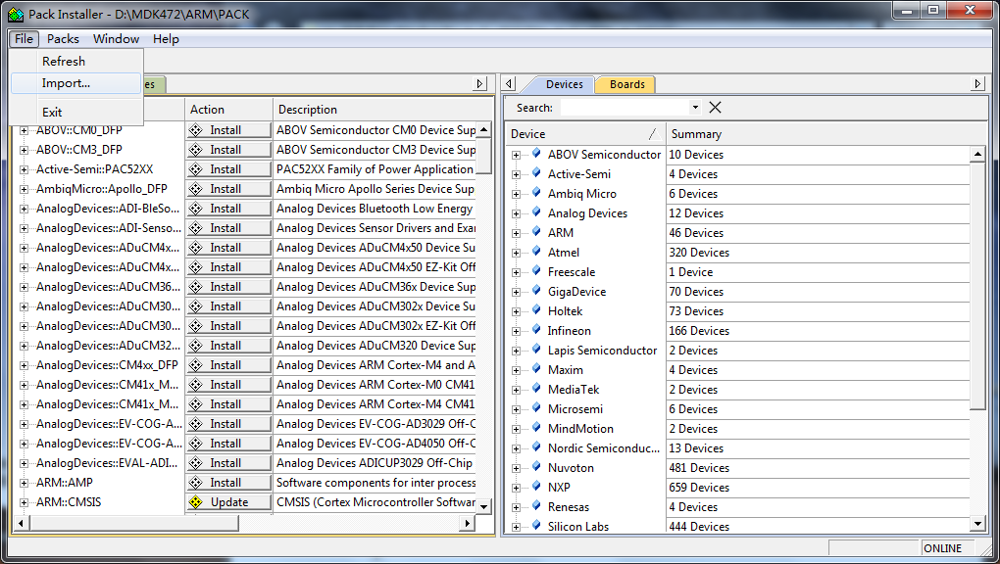 Pack Installer - D:\MDK472\ARM\PACK
File Packs Window Help
Refresh
Import...
Exit
es
Action Description
ABOV::CM0_DFP Install ABOV Semiconductor CM0 Device Sup
ABOV::CM3_DFP Install ABOV Semiconductor CM3 Device Sup
Active-Semi::PAC52XX Install PAC52XX Family of Power Application
AmbiqMicro::Apollo_DFP Install Ambiq Micro Apollo Series Device Sup
AnalogDevices::ADI-BleSo... Install Analog Devices Bluetooth Low Energy
AnalogDevices::ADI-Senso... Install Analog Devices Sensor Drivers and Exa
AnalogDevices::ADuCM4x... Install Analog Devices ADuCM4x50 Device Su
AnalogDevices::ADuCM4x... Install Analog Devices ADuCM4x50 EZ-Kit Off
AnalogDevices::ADuCM36... Install Analog Devices ADuCM36x Device Sup
AnalogDevices::ADuCM30... Install Analog Devices ADuCM302x Device Su
AnalogDevices::ADuCM30... Install Analog Devices ADuCM302x EZ-Kit Off
AnalogDevices::ADuCM32... Install Analog Devices ADuCM320 Device Sup
AnalogDevices::CM4xx_DFP Install Analog Devices ARM Cortex-M4 and A
AnalogDevices::CM41x_M... Install Analog Devices ARM Cortex-M0 CM41
AnalogDevices::CM41x_M... Install Analog Devices ARM Cortex-M4 CM41
AnalogDevices::EV-COG-A... Install Analog Devices EV-COG-AD3029 Off-C
AnalogDevices::EV-COG-A... Install Analog Devices EV-COG-AD4050 Off-C
AnalogDevices::EVAL-ADI... Install Analog Devices ADICUP3029 Off-Chip
ARM::AMP Install Software components for inter process
ARM::CMSIS Update CMSIS (Cortex Microcontroller Softwar
Devices Boards
Search:
Device Summary
ABOV Semiconductor 10 Devices
Active-Semi 4 Devices
Ambiq Micro 6 Devices
Analog Devices 12 Devices
ARM 46 Devices
Atmel 320 Devices
Freescale 1 Device
GigaDevice 70 Devices
Holtek 73 Devices
Infineon 166 Devices
Lapis Semiconductor 2 Devices
Maxim 4 Devices
MediaTek 2 Devices
Microsemi 6 Devices
MindMotion 2 Devices
Nordic Semiconduc... 13 Devices
Nuvoton 481 Devices
NXP 659 Devices
Renesas 4 Devices
Silicon Labs 444 Devices
ONLINE